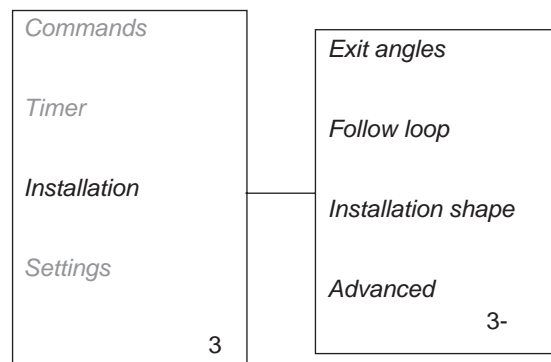 Commands
Timer
Installation
Settings
3
Exit angles
Follow loop
Installation shape
Advanced
3-